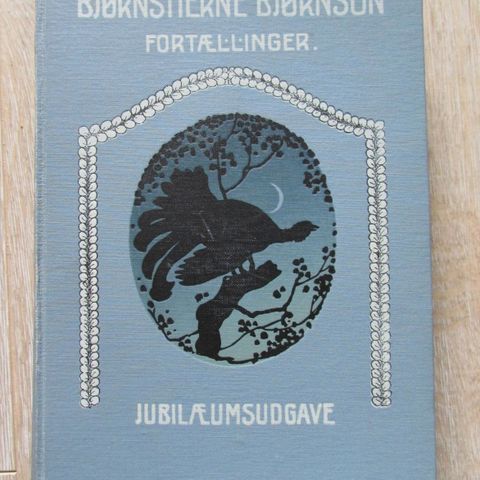 BJØRNSTJERNE BJØRNSON
FORTÆLLINGER.
JUBILÆUMSUDGAVE